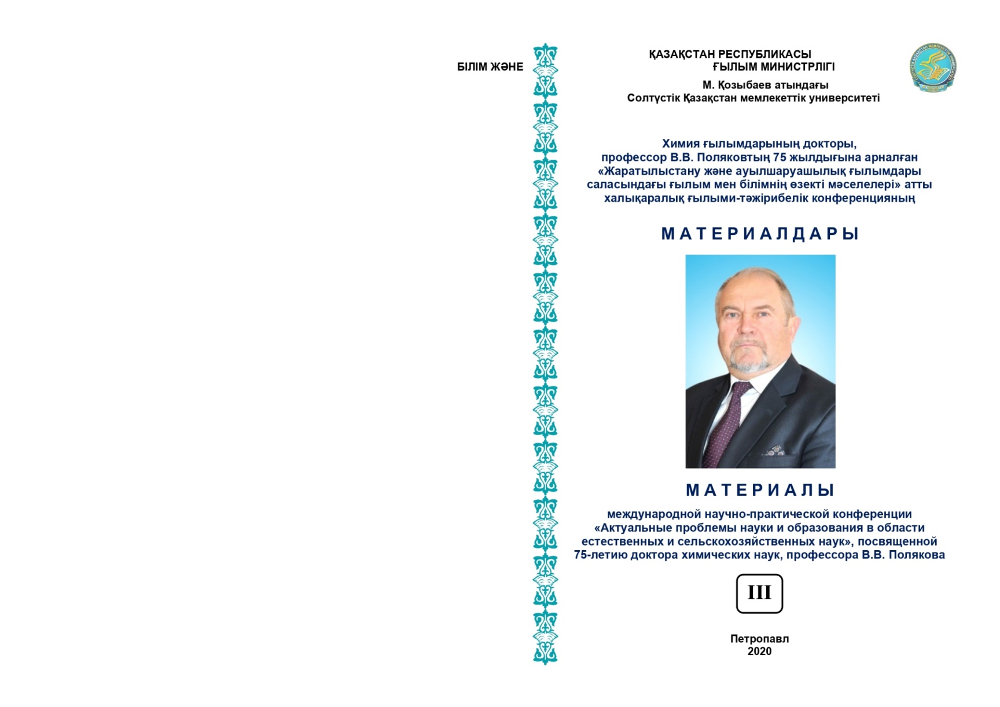 ҚАЗАҚСТАН РЕСПУБЛИКАСЫ
БІЛІМ ЖӘНЕ ҒЫЛЫМ МИНИСТРЛІГІ
М. Қозыбаев атындағы
Солтүстік Қазақстан мемлекеттік университеті
Химия ғылымдарының докторы,
профессор В.В. Поляковтың 75 жылдығына арналған
«Жаратылыстану және ауылшаруашылық ғылымдары
саласындағы ғылым мен білімнің өзекті мәселелері» атты
халықаралық ғылыми-тәжірибелік конференцияның
М А Т Е Р И А Л Д А Р Ы
М А Т Е Р И А Л Ы
международной научно-практической конференции
«Актуальные проблемы науки и образования в области
естественных и сельскохозяйственных наук», посвященной
75-летию доктора химических наук, профессора В.В. Полякова
III
Петропавл
2020